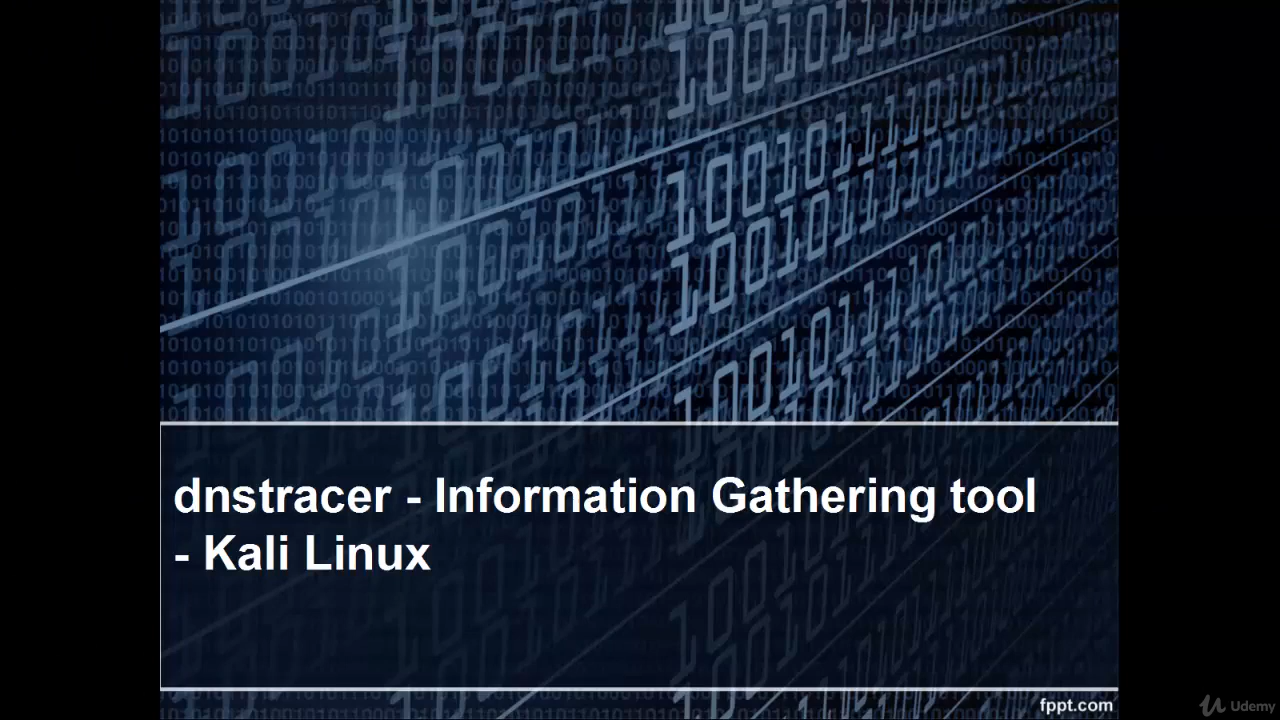 dnstracer - Information Gathering tool
- Kali Linux
fppt.com
Udemy